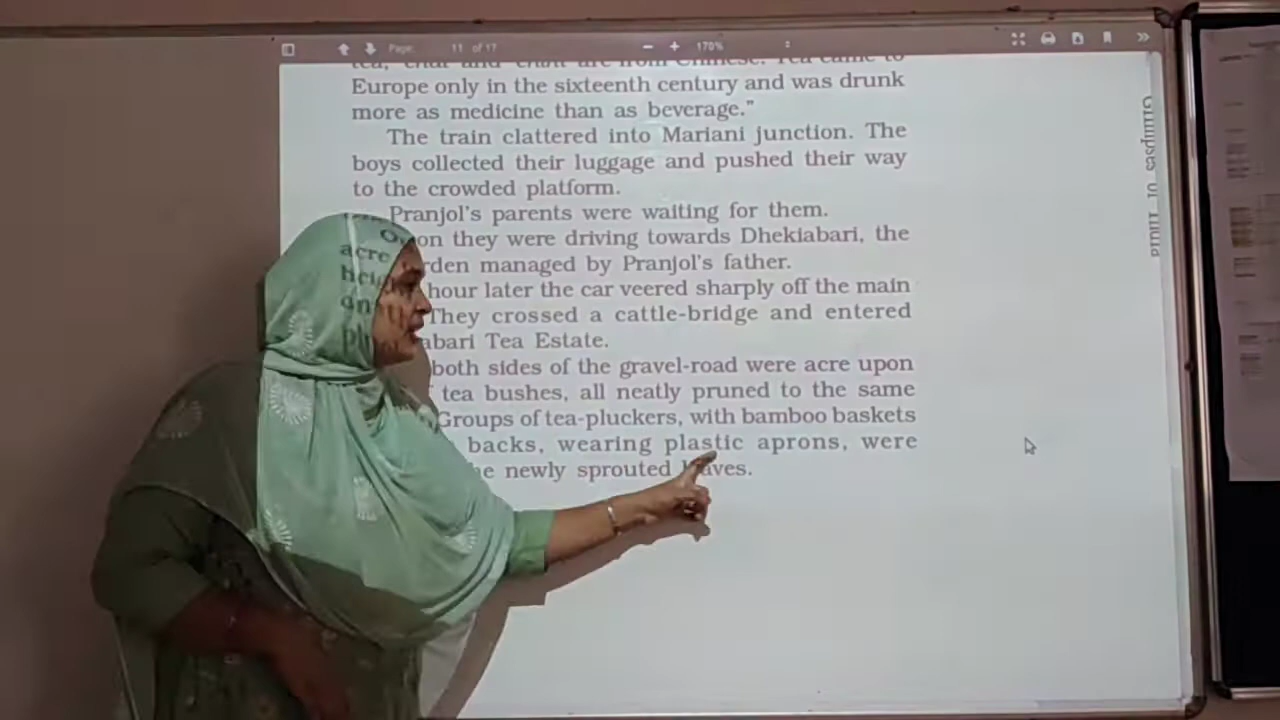 Page: 11 of 17 170%
Europe only in the sixteenth century and was drunk
more as medicine than as beverage."
The train clattered into Mariani junction. The
boys collected their luggage and pushed their way
to the crowded platform.
Pranjol's parents were waiting for them.
on they were driving towards Dhekiabari, the
rden managed by Pranjol's father.
hour later the car veered sharply off the main
They crossed a cattle-bridge and entered
abari Tea Estate.
both sides of the gravel-road were acre upon
tea bushes, all neatly pruned to the same
Groups of tea-pluckers, with bamboo baskets
backs, wearing plastic aprons, were
newly sprouted